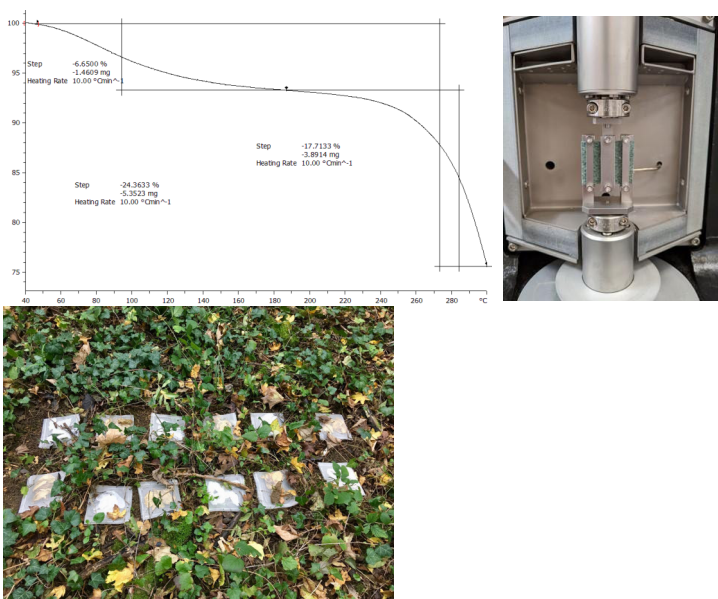 100
95
90
85
80
75
Step -6.6500 %
-1.4609 mg
Heating Rate 10.00 °Cmin^-1
Step -17.7133 %
-3.8914 mg
Heating Rate 10.00 °Cmin^-1
Step -24.3633 %
-5.3523 mg
Heating Rate 10.00 °Cmin^-1
40 60 80 100 120 140 160 180 200 220 240 260 280 °C